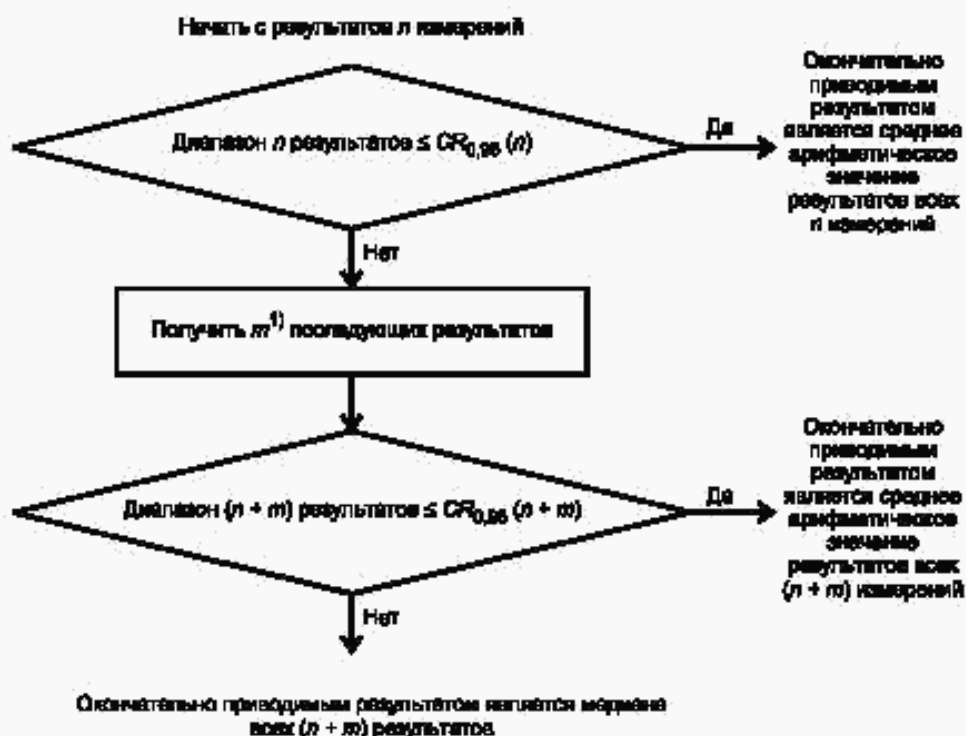 Начать с результатов n измерений
Диапазон n результатов ≤ CR0,95 (n)
Да
Окончательно
приводимым
результатом
является среднее
арифметическое
значение
результатов всех
n измерений
Нет
Получить m1) последующих результатов
Диапазон (n + m) результатов ≤ CR0,95 (n + m)
Да
Окончательно
приводимым
результатом
является среднее
арифметическое
значение
результатов всех
(n + m) измерений
Нет
Окончательно приводимым результатом является медиана
всех (n + m) результатов